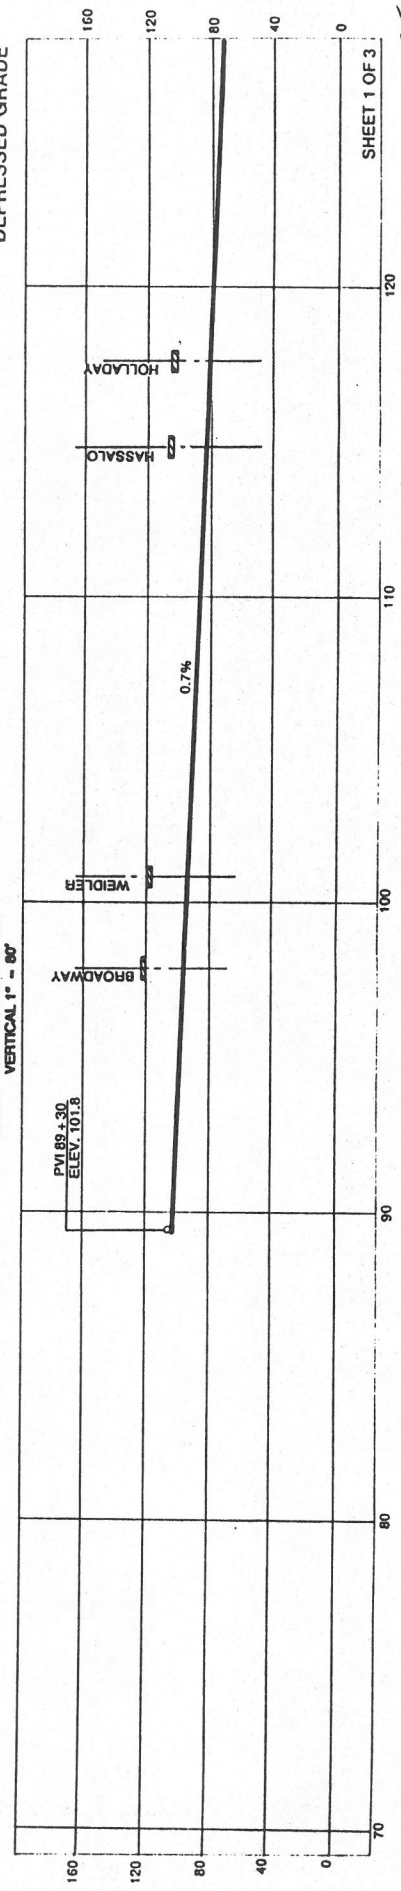 DEPRESSED GRADE
VERTICAL 1" = 80'
PVI 89 + 30
ELEV. 101.8
BROADWAY
WEIDLER
HASSALO
HOLLADAY
0.7%
160
120
80
40
0
160
120
80
40
0
70
80
90
100
110
120
SHEET 1 OF 3